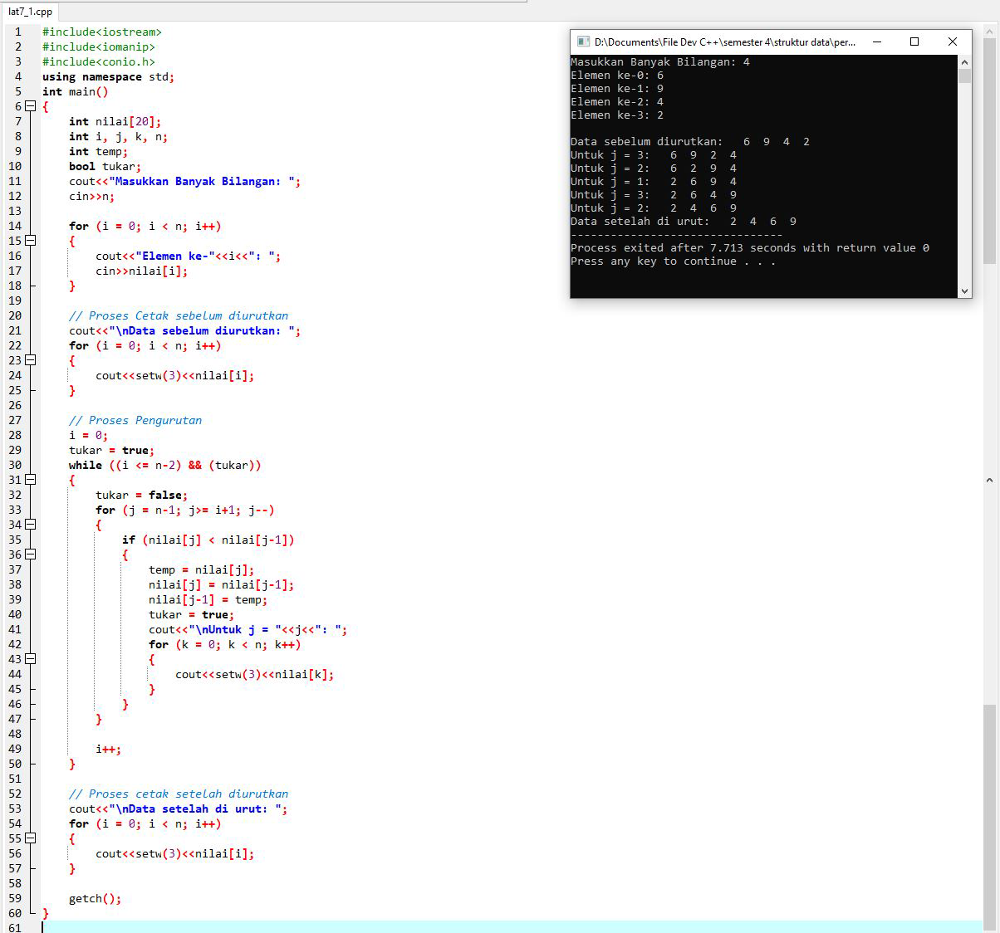 lat7_1.cpp
1 #include<iostream>
2 #include<iomanip>
3 #include<conio.h>
4 using namespace std;
5 int main()
6 {
7     int nilai[20];
8     int i, j, k, n;
9     int temp;
10     bool tukar;
11     cout<<"Masukkan Banyak Bilangan: ";
12     cin>>n;
13
14     for (i = 0; i < n; i++)
15     {
16         cout<<"Elemen ke-"<<i<<": ";
17         cin>>nilai[i];
18     }
19
20     // Proses Cetak sebelum diurutkan
21     cout<<"\nData sebelum diurutkan: ";
22     for (i = 0; i < n; i++)
23     {
24         cout<<setw(3)<<nilai[i];
25     }
26
27     // Proses Pengurutan
28     i = 0;
29     tukar = true;
30     while ((i <= n-2) && (tukar))
31     {
32         tukar = false;
33         for (j = n-1; j>= i+1; j--)
34         {
35             if (nilai[j] < nilai[j-1])
36             {
37                 temp = nilai[j];
38                 nilai[j] = nilai[j-1];
39                 nilai[j-1] = temp;
40                 tukar = true;
41                 cout<<"\nUntuk j = "<<j<<": ";
42                 for (k = 0; k < n; k++)
43                 {
44                     cout<<setw(3)<<nilai[k];
45                 }
46             }
47         }
48
49         i++;
50     }
51
52     // Proses cetak setelah diurutkan
53     cout<<"\nData setelah di urut: ";
54     for (i = 0; i < n; i++)
55     {
56         cout<<setw(3)<<nilai[i];
57     }
58
59     getch();
60 }
61
D:\Documents\File Dev C++\semester 4\struktur data\per...
Masukkan Banyak Bilangan: 4
Elemen ke-0: 6
Elemen ke-1: 9
Elemen ke-2: 4
Elemen ke-3: 2

Data sebelum diurutkan:   6  9  4  2
Untuk j = 3:   6  9  2  4
Untuk j = 2:   6  2  9  4
Untuk j = 1:   2  6  9  4
Untuk j = 3:   2  6  4  9
Untuk j = 2:   2  4  6  9
Data setelah di urut:   2  4  6  9
--------------------------------
Process exited after 7.713 seconds with return value 0
Press any key to continue . . .